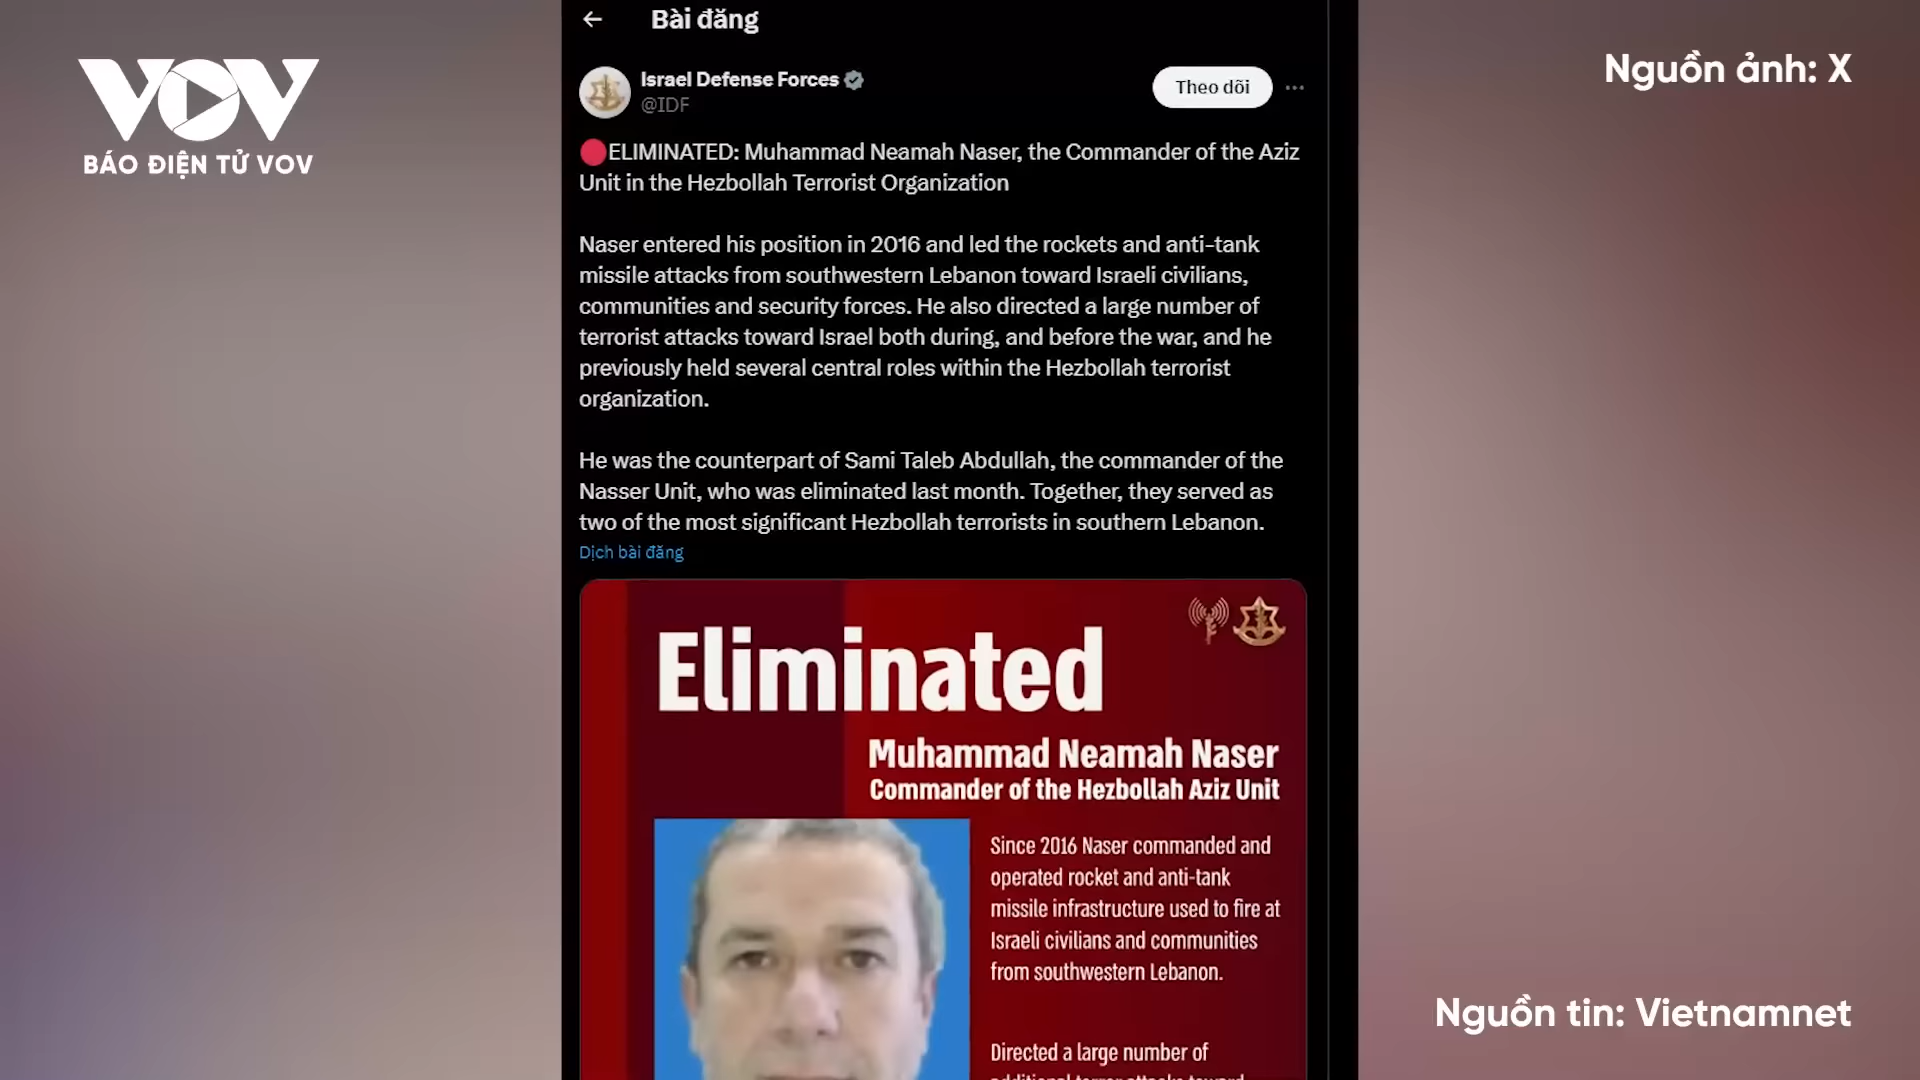 VOV
BÁO ĐIỆN TỬ VOV
Nguồn ảnh: X
Bài đăng
Israel Defense Forces
@IDF
Theo dõi
ELIMINATED: Muhammad Neamah Naser, the Commander of the Aziz
Unit in the Hezbollah Terrorist Organization
Naser entered his position in 2016 and led the rockets and anti-tank
missile attacks from southwestern Lebanon toward Israeli civilians,
communities and security forces. He also directed a large number of
terrorist attacks toward Israel both during, and before the war, and he
previously held several central roles within the Hezbollah terrorist
organization.
He was the counterpart of Sami Taleb Abdullah, the commander of the
Nasser Unit, who was eliminated last month. Together, they served as
two of the most significant Hezbollah terrorists in southern Lebanon.
Dịch bài đăng
Eliminated
Muhammad Neamah Naser
Commander of the Hezbollah Aziz Unit
Since 2016 Naser commanded and
operated rocket and anti-tank
missile infrastructure used to fire at
Israeli civilians and communities
from southwestern Lebanon.
Directed a large number of
additional terror attacks toward
Nguồn tin: Vietnamnet